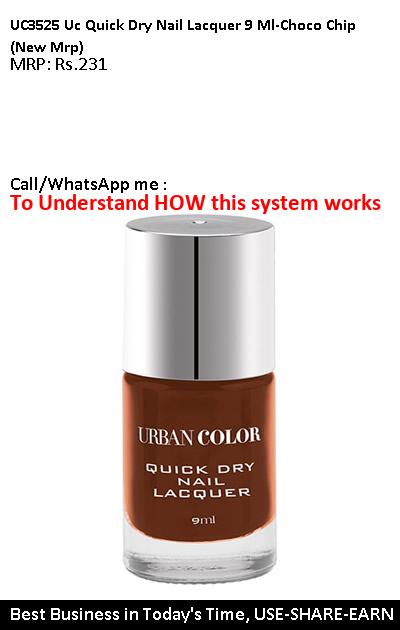 UC3525 Uc Quick Dry Nail Lacquer 9 Ml-Choco Chip
(New Mrp)
MRP: Rs.231
Call/WhatsApp me :
To Understand HOW this system works
URBAN COLOR
QUICK DRY
NAIL
LACQUER
9ml
Best Business in Today's Time, USE-SHARE-EARN